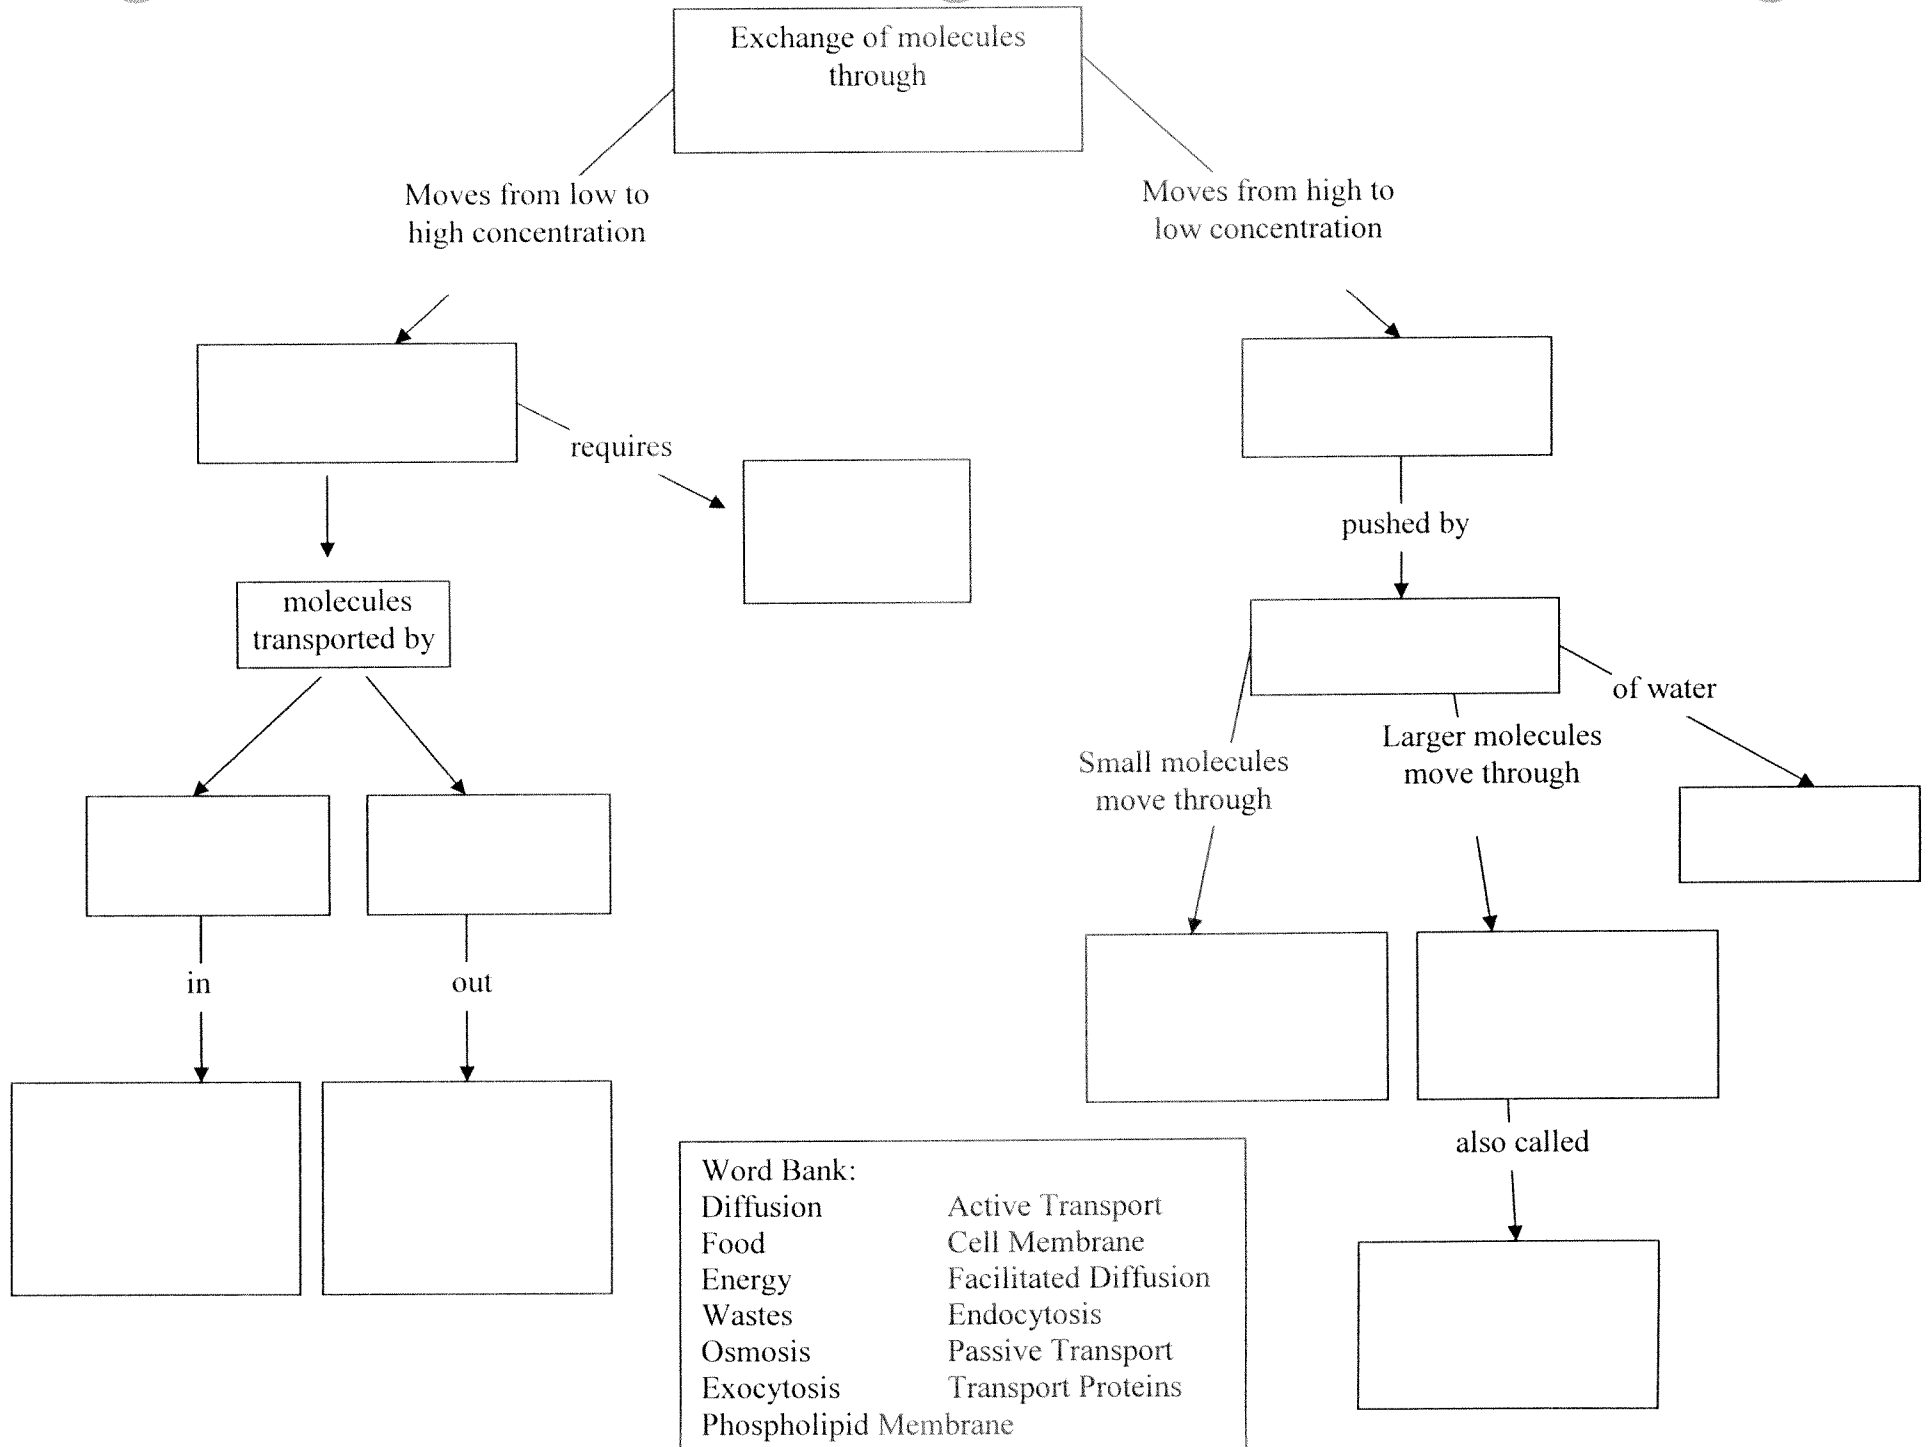 Exchange of molecules
through
Moves from low to
high concentration
Moves from high to
low concentration
requires
pushed by
molecules
transported by
of water
Small molecules
move through
Larger molecules
move through
in
out
also called
Word Bank:
Diffusion Active Transport
Food Cell Membrane
Energy Facilitated Diffusion
Wastes Endocytosis
Osmosis Passive Transport
Exocytosis Transport Proteins
Phospholipid Membrane